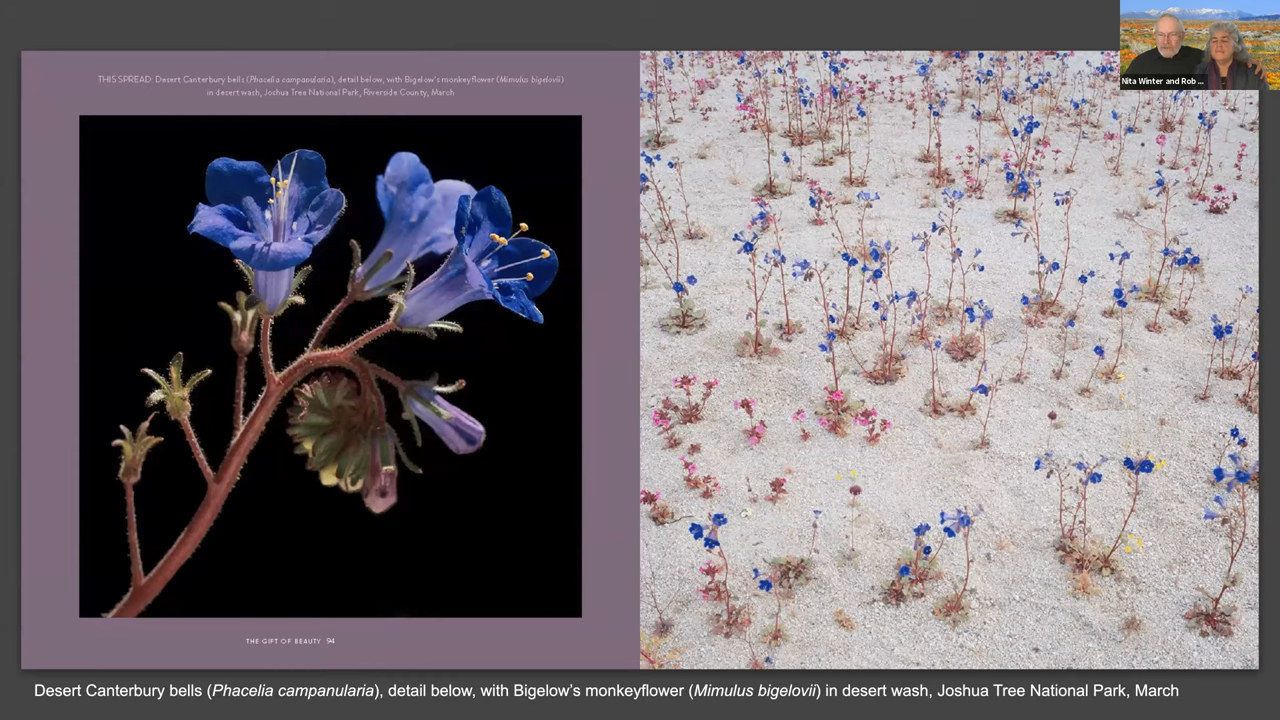 THIS SPREAD: Desert Canterbury bells (Phacelia campanularia), detail below, with Bigelow's monkeyflower (Mimulus bigelovii)
in desert wash, Joshua Tree National Park, Riverside County, March
Nita Winter and Rob ...
THE GIFT OF BEAUTY 94
Desert Canterbury bells (Phacelia campanularia), detail below, with Bigelow's monkeyflower (Mimulus bigelovii) in desert wash, Joshua Tree National Park, March